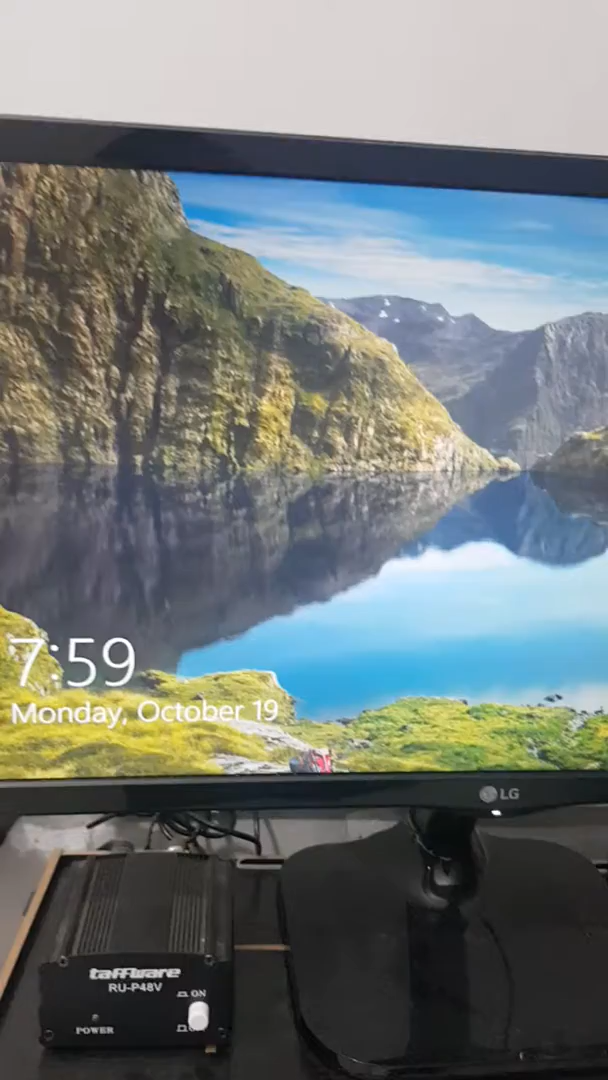 7:59
Monday, October 19
LG
taffware
RU-P48V
ON
POWER